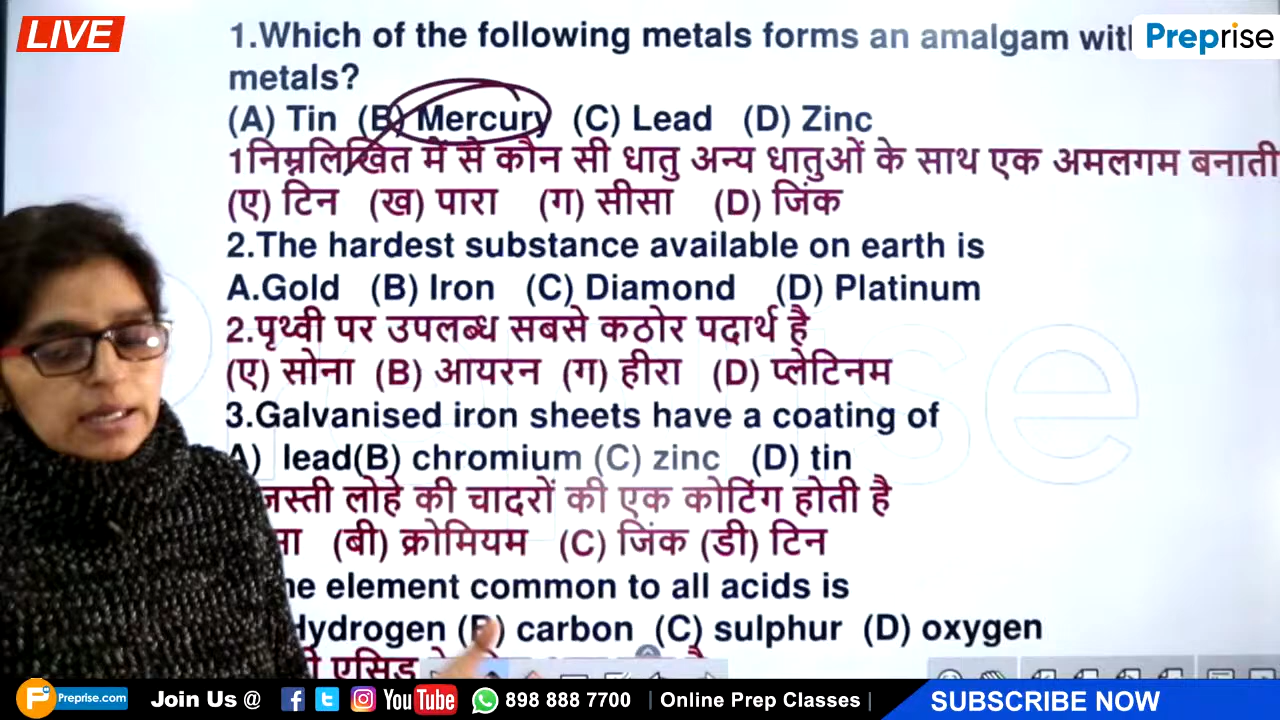 LIVE
Preprise
1.Which of the following metals forms an amalgam
metals?
(A) Tin (B) Mercury (C) Lead (D) Zinc
1निम्नलिखित में से कौन सी धातु अन्य धातुओं के साथ एक अमलगम बनाती
(ए) टिन (ख) पारा (ग) सीसा (D) जिंक
2.The hardest substance available on earth is
A.Gold (B) Iron (C) Diamond (D) Platinum
2.पृथ्वी पर उपलब्ध सबसे कठोर पदार्थ है
(ए) सोना (B) आयरन (ग) हीरा (D) प्लेटिनम
3.Galvanised iron sheets have a coating of
A) lead(B) chromium (C) zinc (D) tin
जस्ती लोहे की चादरों की एक कोटिंग होती है
(बी) क्रोमियम (C) जिंक (डी) टिन
element common to all acids is
Hydrogen (B) carbon (C) sulphur (D) oxygen
एसिड
Preprise.com Join Us @ YouTube 898 888 7700 | Online Prep Classes | SUBSCRIBE NOW